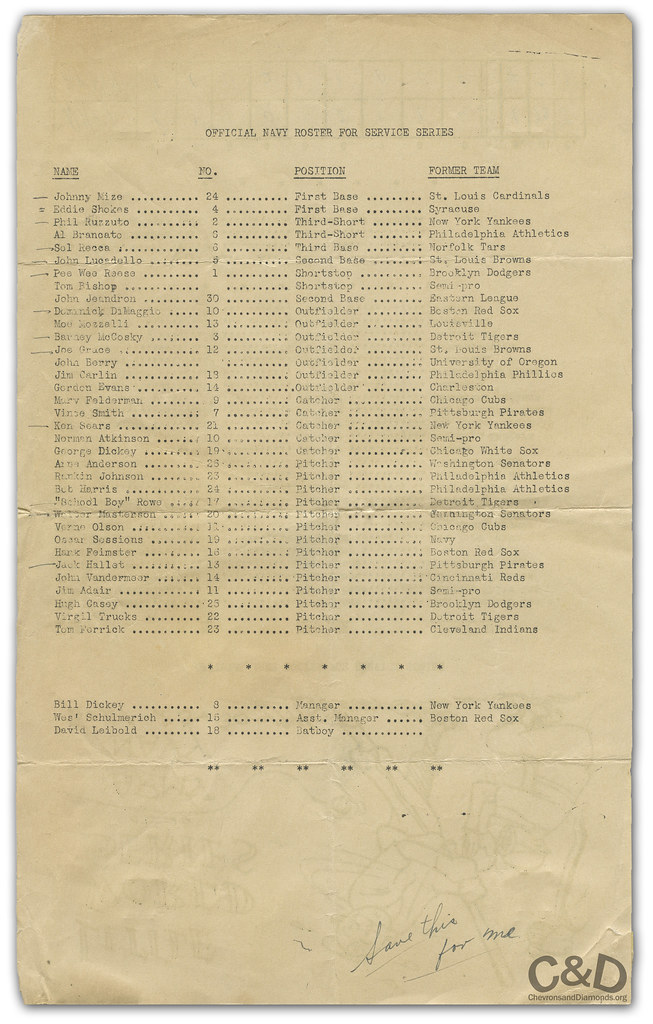 OFFICIAL NAVY ROSTER FOR SERVICE SERIES
NAME NO. POSITION FORMER TEAM
Johnny Mize ........... 24 ........... First Base ......... St. Louis Cardinals
Eddie Shokes ........... 4 ........... First Base ......... Syracuse
Phil Ruzzuto ........... 2 ........... Third-Short ........ New York Yankees
Al Brancato ........... ........... Third-Short ........ Philadelphia Athletics
Sol Recca ........... 6 ........... Third Base ......... Norfolk Tars
John Lucadello ........ 5 ........... Second Base ........ St. Louis Browns
Pee Wee Reese ......... 1 ........... Shortstop .......... Brooklyn Dodgers
Tom Bishop ........... Shortstop .......... Semi-pro
John Jeandron ......... 30 .......... Second Base ........ Eastern League
Dominick DiMaggio ..... 10 .......... Outfielder ......... Boston Red Sox
Moe Mozzelli .......... 13 .......... Outfielder ......... Louisville
Barney McCosky ........ 3 ........... Outfielder ......... Detroit Tigers
Joe Grace ............. 12 .......... Outfielder ......... St. Louis Browns
John Berry ............ Outfielder ......... University of Oregon
Jim Carlin ............ .......... Outfielder ......... Philadelphia Phillies
Gordon Evans .......... 14 .......... Outfielder ......... Charleston
Marv Felderman ........ 9 ........... Catcher ............ Chicago Cubs
Vince Smith ........... 7 ........... Catcher ............ Pittsburgh Pirates
Ken Sears ............. 21 .......... Catcher ............ New York Yankees
Norman Atkinson ....... 10 .......... Catcher ............ Semi-pro
George Dickey ......... 19 .......... Catcher ............ Chicago White Sox
Anderson ......... .......... Pitcher ............ Washington Senators
Rankin Johnson ........ 23 .......... Pitcher ............ Philadelphia Athletics
Bob Harris ............ 24 .......... Pitcher ............ Philadelphia Athletics
"School Boy" Rowe ..... 17 .......... Pitcher ............ Detroit Tigers
Walter Masterson ...... 20 .......... Pitcher ............ Washington Senators
Verne Olson ........... .......... Pitcher ............ Chicago Cubs
Oscar Sessions ........ 19 .......... Pitcher ............ Navy
Hank Feimster ......... .......... Pitcher ............ Boston Red Sox
Jack Hallet ........... 13 .......... Pitcher ............ Pittsburgh Pirates
John Vandermeer ....... 14 .......... Pitcher ............ Cincinnati Reds
Jim Adair ............. 11 .......... Pitcher ............ Semi-pro
Hugh Casey ............ 25 .......... Pitcher ............ Brooklyn Dodgers
Virgil Trucks ......... 22 .......... Pitcher ............ Detroit Tigers
Tom Ferrick ........... 23 .......... Pitcher ............ Cleveland Indians
* * * * * * *
Bill Dickey ........... 8 ........... Manager ............ New York Yankees
Wes' Schulmerich ...... .......... Asst. Manager ...... Boston Red Sox
David Leibold ......... 18 .......... Batboy .............
** ** ** ** ** **
Save this
for me
C&D
ChevronsandDiamonds.org